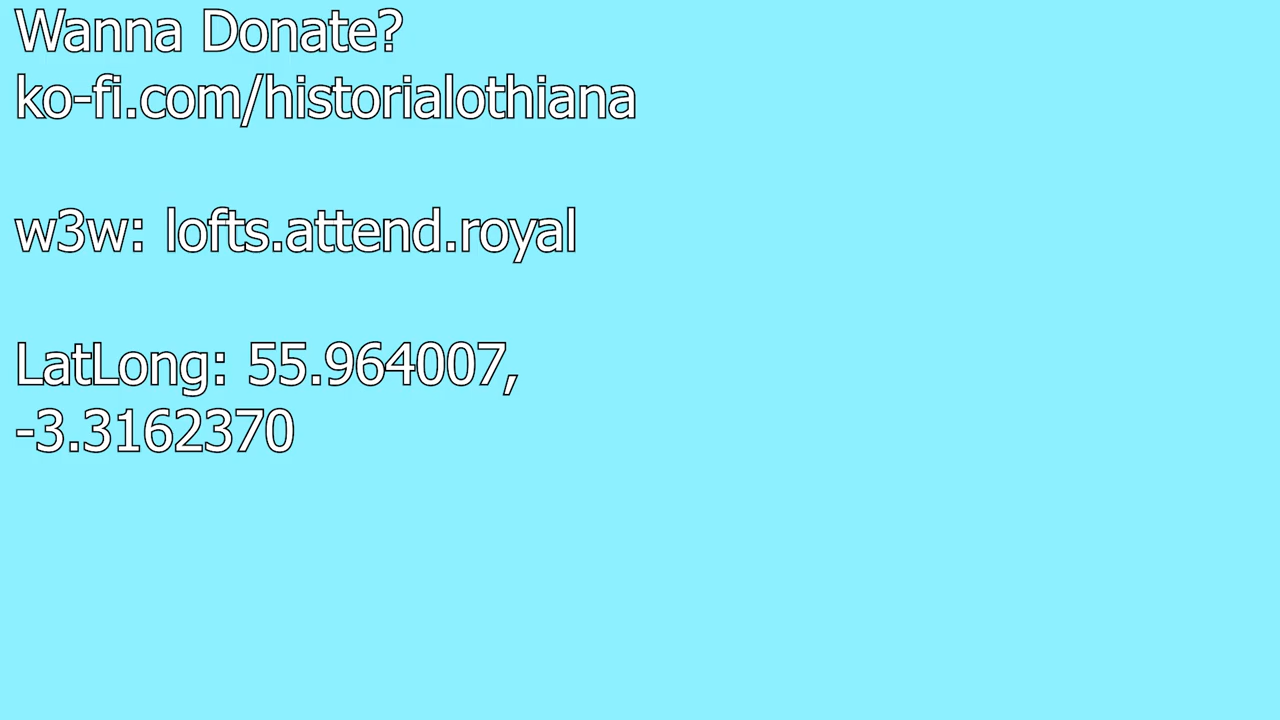 Wanna Donate?
ko-fi.com/historialothiana
w3w: lofts.attend.royal
LatLong: 55.964007,
-3.3162370